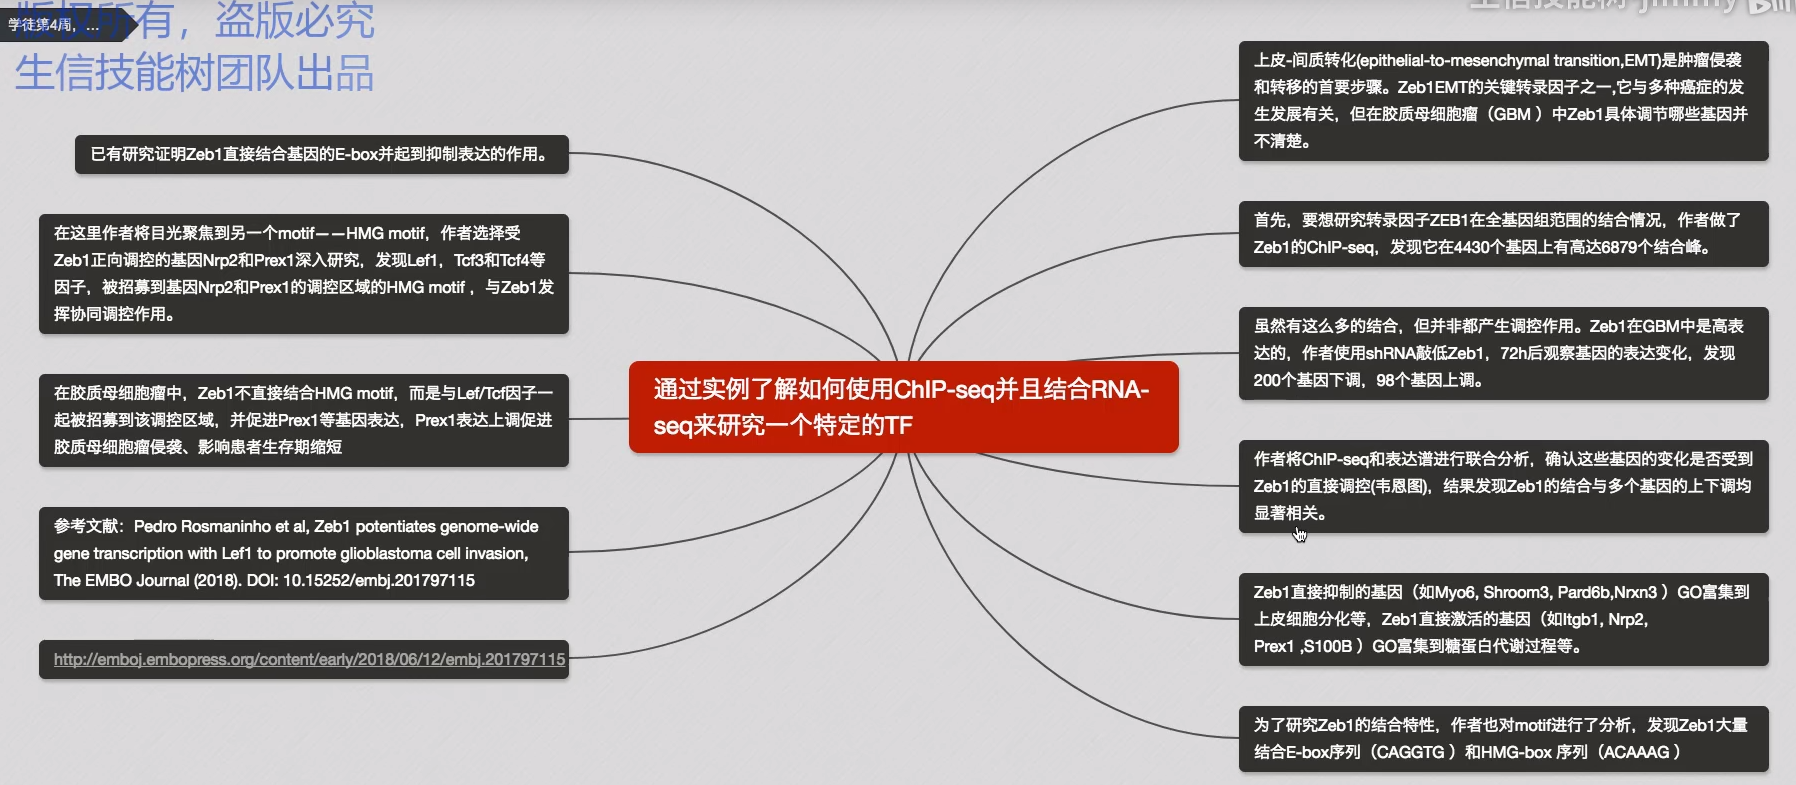 学徒第4周，...
版权所有，盗版必究
生信技能树团队出品
生信技能树-jimmy
通过实例了解如何使用ChIP-seq并且结合RNA-
seq来研究一个特定的TF
上皮-间质转化(epithelial-to-mesenchymal transition,EMT)是肿瘤侵袭
和转移的首要步骤。Zeb1EMT的关键转录因子之一,它与多种癌症的发
生发展有关，但在胶质母细胞瘤（GBM ）中Zeb1具体调节哪些基因并
不清楚。
首先，要想研究转录因子ZEB1在全基因组范围的结合情况，作者做了
Zeb1的ChIP-seq，发现它在4430个基因上有高达6879个结合峰。
虽然有这么多的结合，但并非都产生调控作用。Zeb1在GBM中是高表
达的，作者使用shRNA敲低Zeb1，72h后观察基因的表达变化，发现
200个基因下调，98个基因上调。
作者将ChIP-seq和表达谱进行联合分析，确认这些基因的变化是否受到
Zeb1的直接调控(韦恩图)，结果发现Zeb1的结合与多个基因的上下调均
显著相关。
Zeb1直接抑制的基因（如Myo6, Shroom3, Pard6b,Nrxn3 ）GO富集到
上皮细胞分化等，Zeb1直接激活的基因（如Itgb1, Nrp2,
Prex1 ,S100B ）GO富集到糖蛋白代谢过程等。
为了研究Zeb1的结合特性，作者也对motif进行了分析，发现Zeb1大量
结合E-box序列（CAGGTG ）和HMG-box 序列（ACAAAG ）
已有研究证明Zeb1直接结合基因的E-box并起到抑制表达的作用。
在这里作者将目光聚焦到另一个motif——HMG motif，作者选择受
Zeb1正向调控的基因Nrp2和Prex1深入研究，发现Lef1，Tcf3和Tcf4等
因子，被招募到基因Nrp2和Prex1的调控区域的HMG motif ，与Zeb1发
挥协同调控作用。
在胶质母细胞瘤中，Zeb1不直接结合HMG motif，而是与Lef/Tcf因子一
起被招募到该调控区域，并促进Prex1等基因表达，Prex1表达上调促进
胶质母细胞瘤侵袭、影响患者生存期缩短
参考文献：Pedro Rosmaninho et al, Zeb1 potentiates genome-wide
gene transcription with Lef1 to promote glioblastoma cell invasion,
The EMBO Journal (2018). DOI: 10.15252/embj.201797115
http://emboj.embopress.org/content/early/2018/06/12/embj.201797115